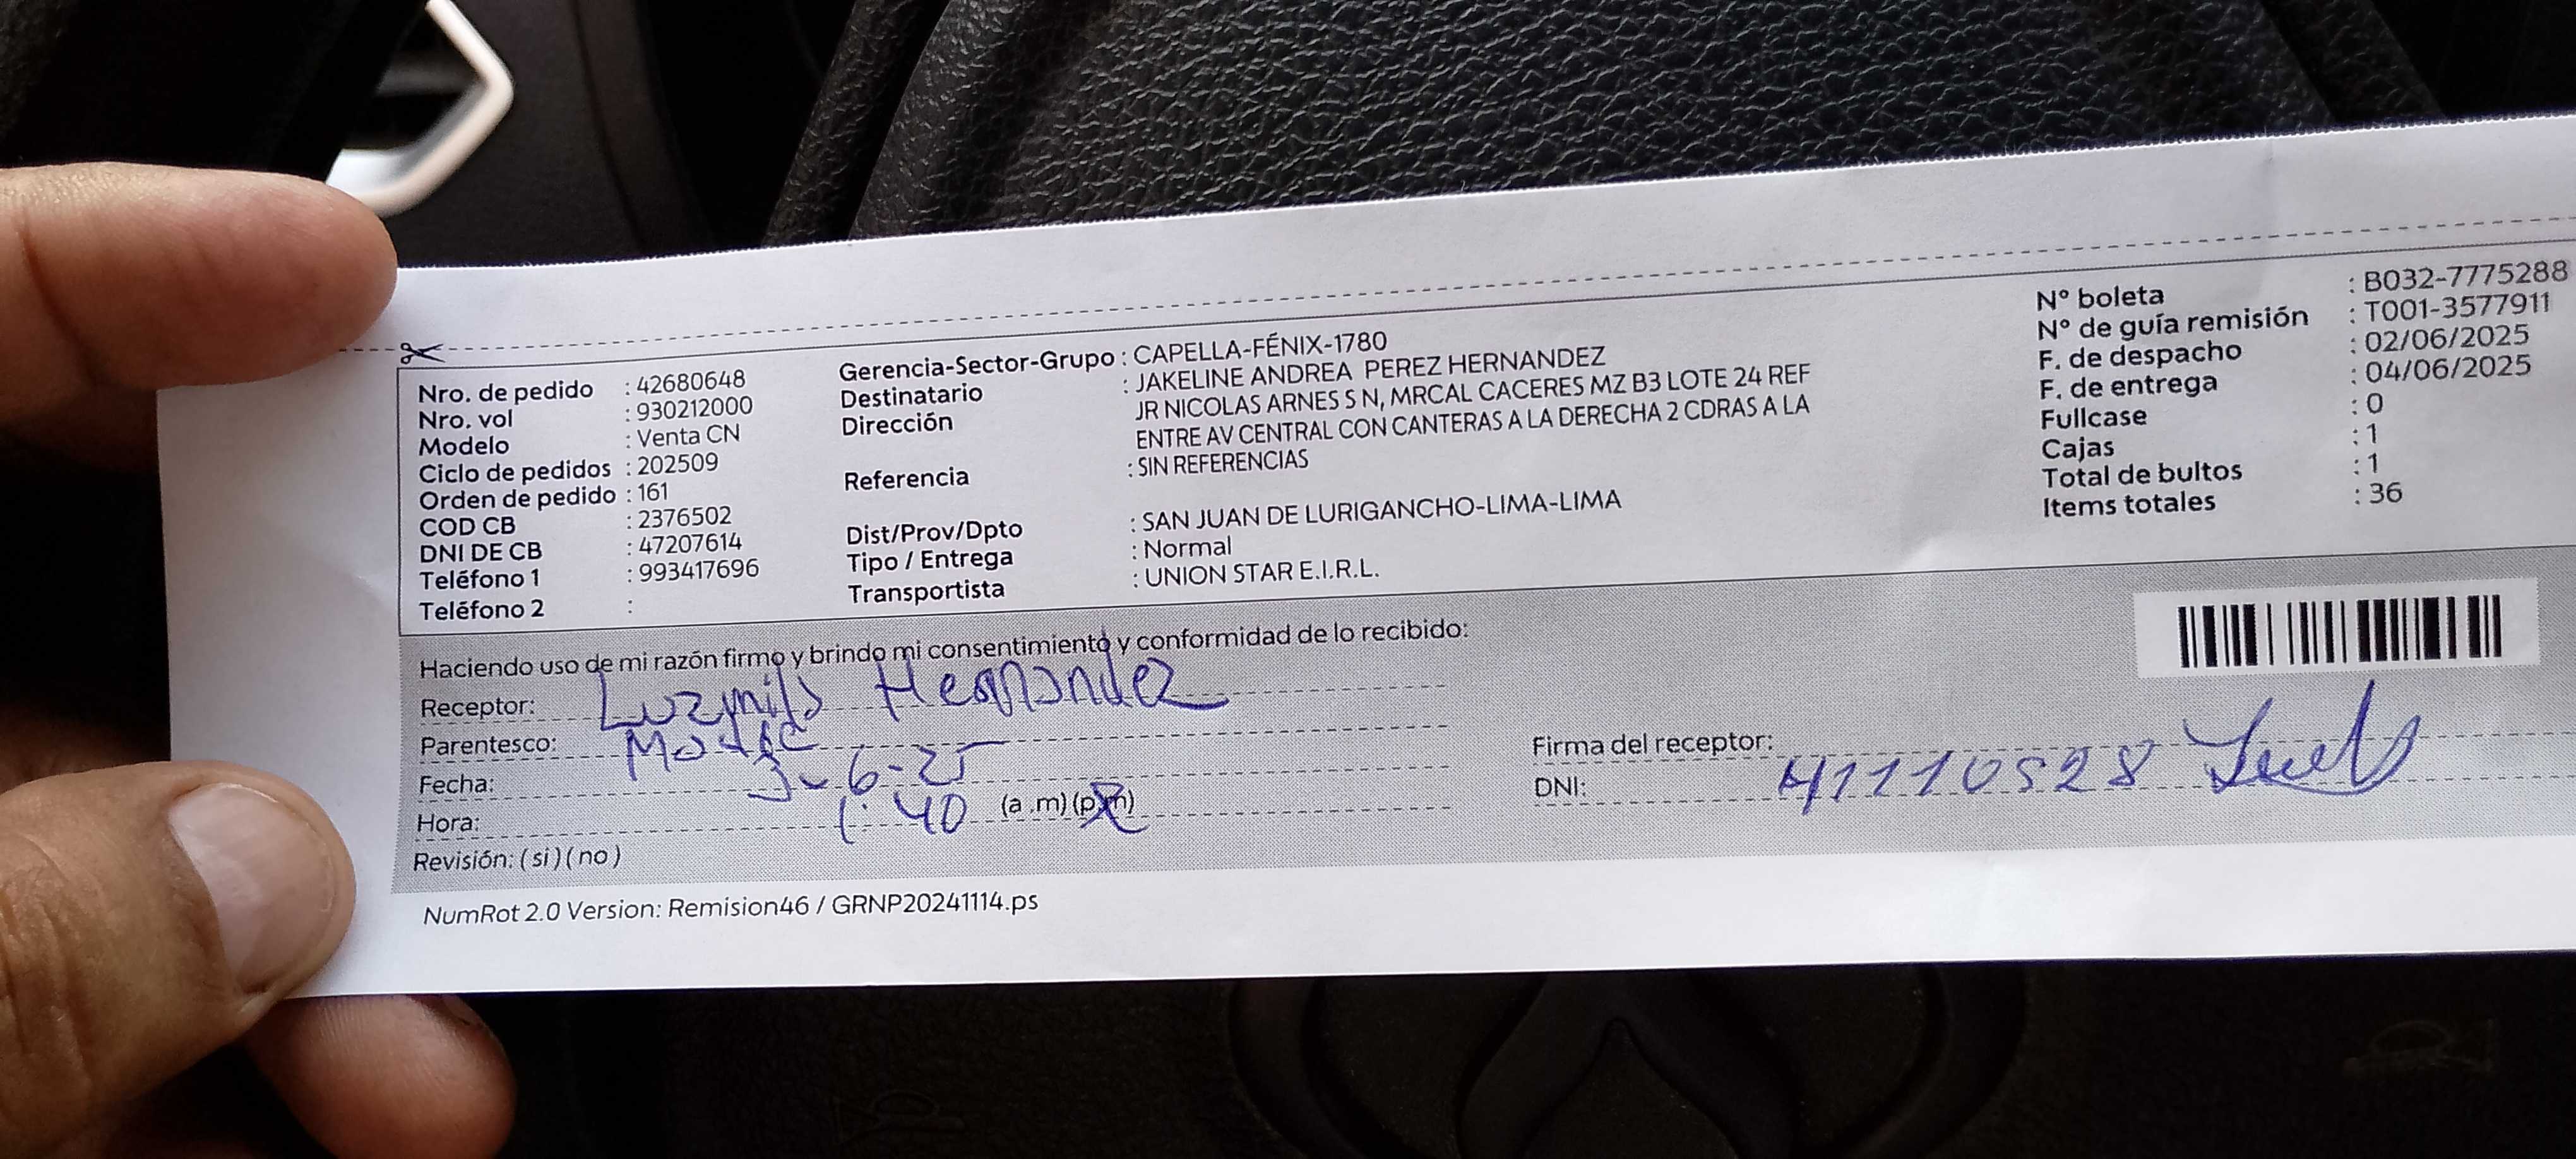 Nro. de pedido : 42680648
Nro. vol : 930212000
Modelo : Venta CN
Ciclo de pedidos : 202509
Orden de pedido : 161
COD CB : 2376502
DNI DE CB : 47207614
Teléfono 1 : 993417696
Teléfono 2 :
Gerencia-Sector-Grupo : CAPELLA-FÉNIX-1780
Destinatario : JAKELINE ANDREA PEREZ HERNANDEZ
Dirección JR NICOLAS ARNES S N, MRCAL CACERES MZ B3 LOTE 24 REF
ENTRE AV CENTRAL CON CANTERAS A LA DERECHA 2 CDRAS A LA
Referencia : SIN REFERENCIAS
Dist/Prov/Dpto : SAN JUAN DE LURIGANCHO-LIMA-LIMA
Tipo / Entrega : Normal
Transportista : UNION STAR E.I.R.L.
N° boleta : B032-7775288
N° de guía remisión : T001-3577911
F. de despacho : 02/06/2025
F. de entrega : 04/06/2025
Fullcase : 0
Cajas : 1
Total de bultos : 1
Items totales : 36
Haciendo uso de mi razón firmo y brindo mi consentimiento y conformidad de lo recibido:
Receptor: Luzmila Hernandez
Parentesco: Madre
Fecha: 3-6-25
Hora: 1:40 (a .m) (p.m)
Revisión: ( si ) ( no )
Firma del receptor:
DNI: 41110528
NumRot 2.0 Version: Remision46 / GRNP20241114.ps